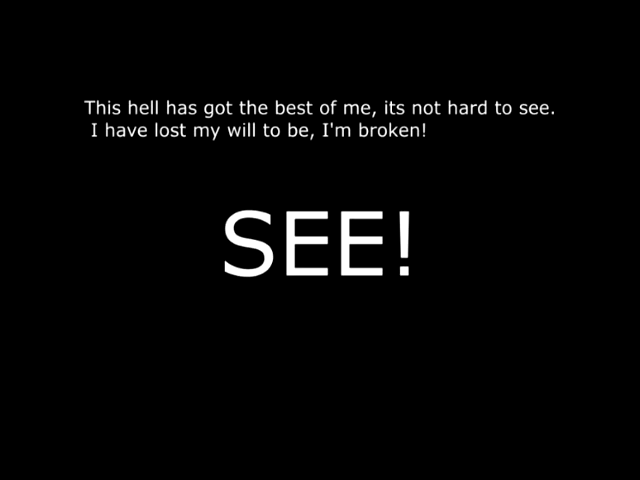 This hell has got the best of me, its not hard to see.
I have lost my will to be, I'm broken!
SEE!